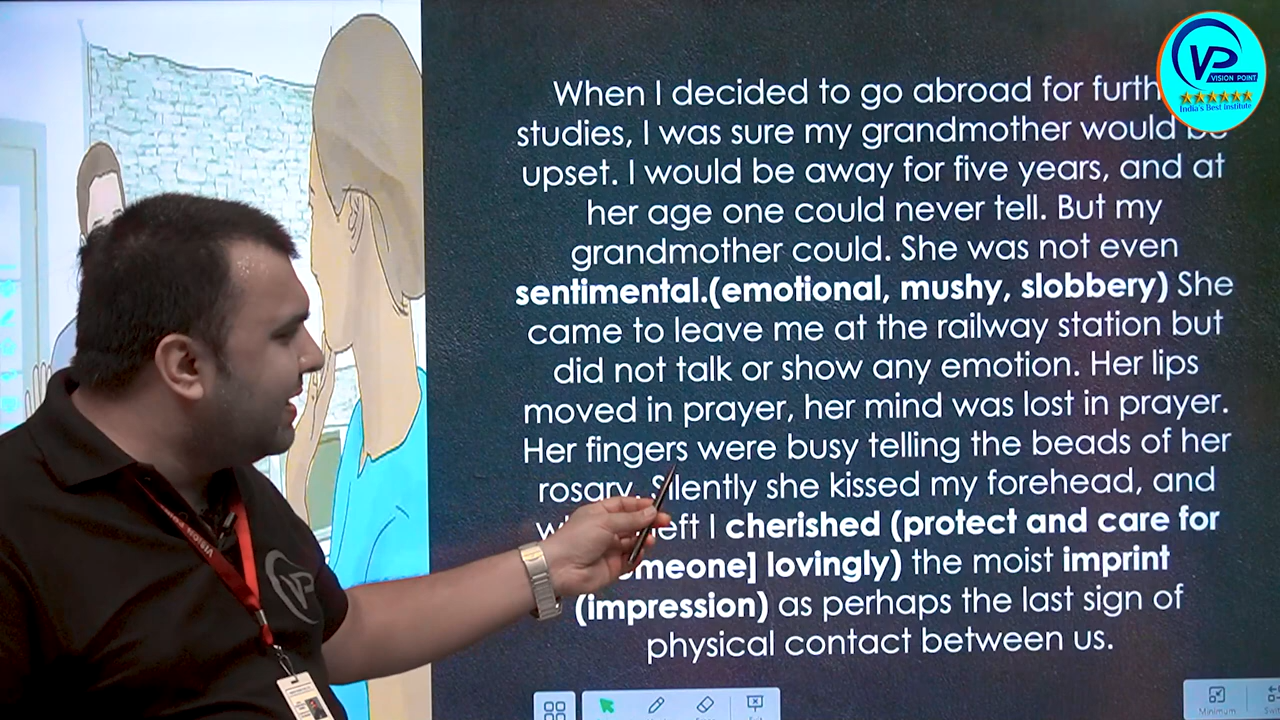 When I decided to go abroad for
studies, I was sure my grandmother would be
upset. I would be away for five years, and at
her age one could never tell. But my
grandmother could. She was not even
sentimental.(emotional, mushy, slobbery) She
came to leave me at the railway station but
did not talk or show any emotion. Her lips
moved in prayer, her mind was lost in prayer.
Her fingers were busy telling the beads of her
rosary. Silently she kissed my forehead, and
I cherished (protect and care for
lovingly) the moist imprint
(impression) as perhaps the last sign of
physical contact between us.
VP
VISION POINT
India's Best Institute
VP
Minimum